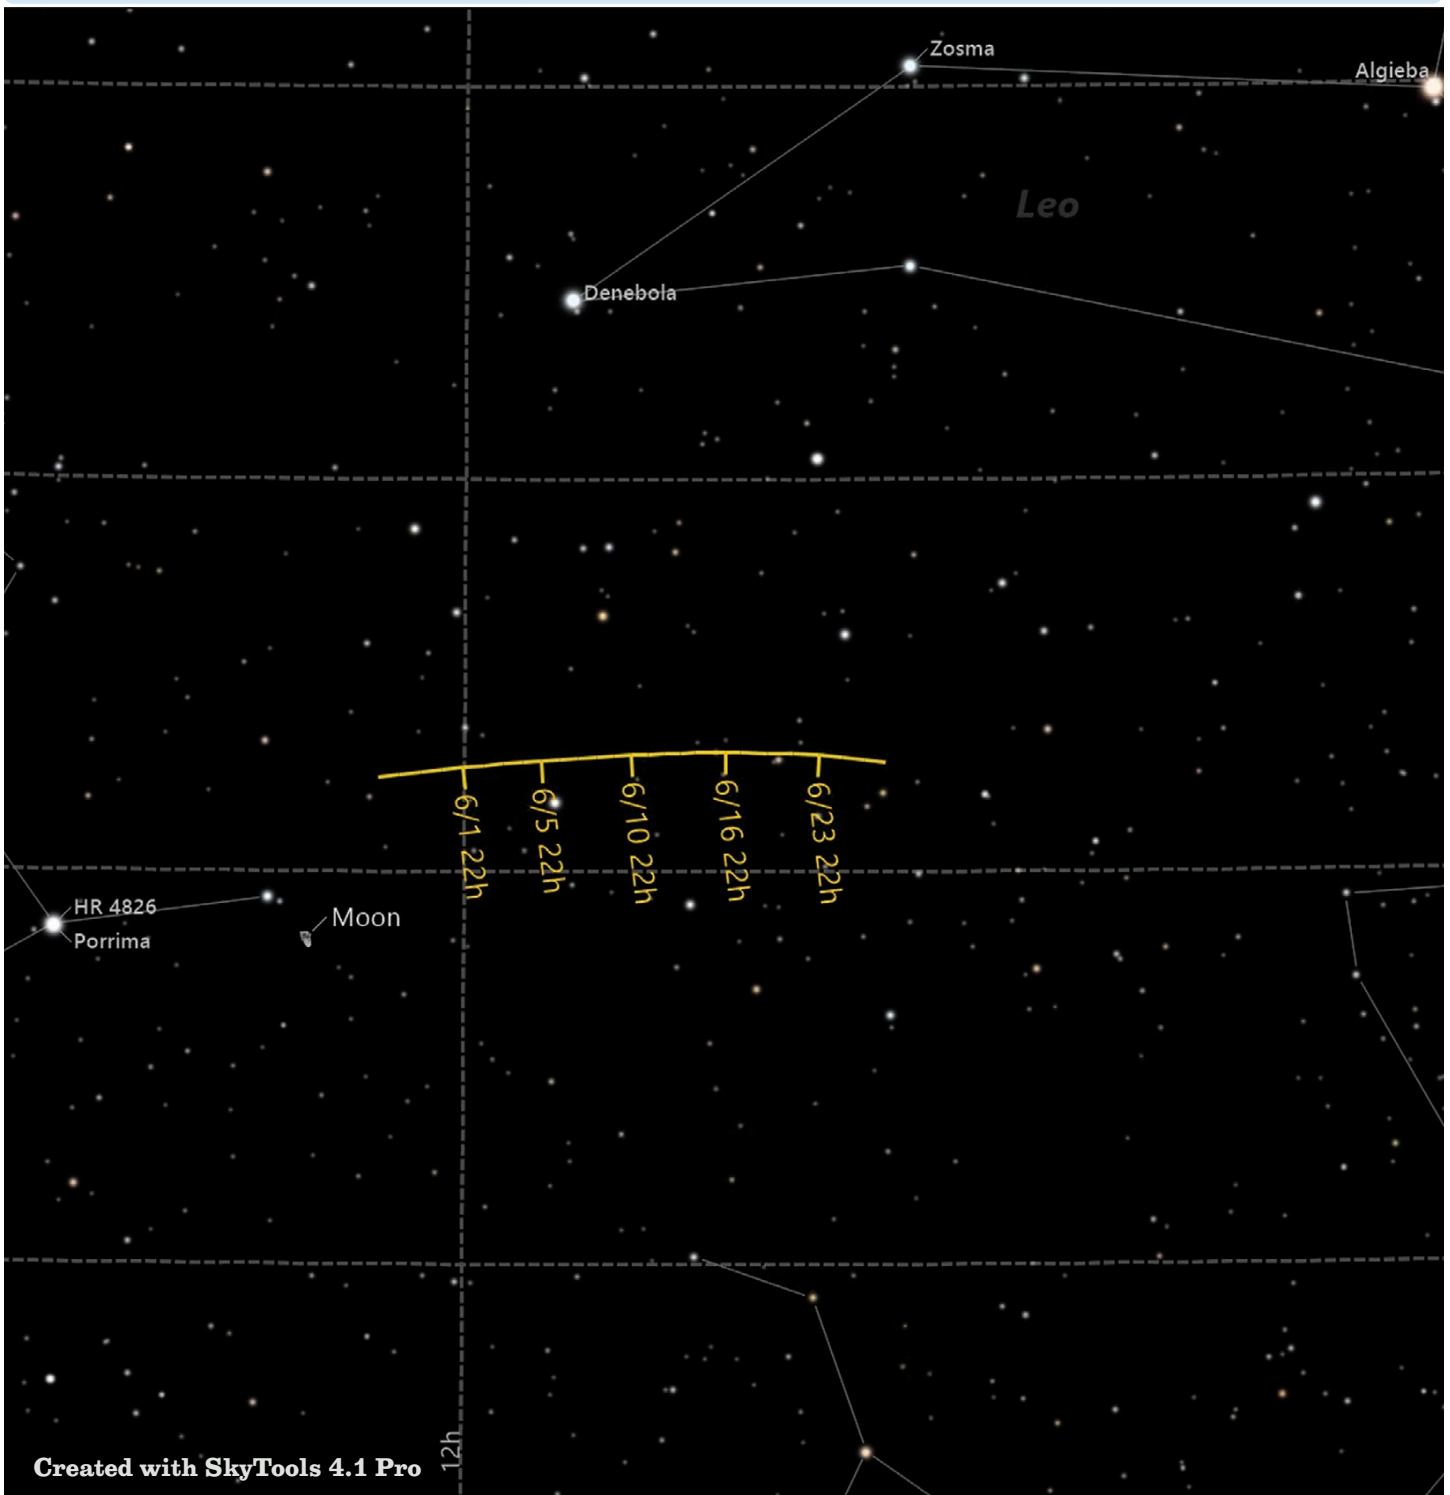 Zosma
Algieba
Leo
Denebola
6/1 22h
6/5 22h
6/10 22h
6/16 22h
6/23 22h
HR 4826
Moon
Porrima
12h
Created with SkyTools 4.1 Pro